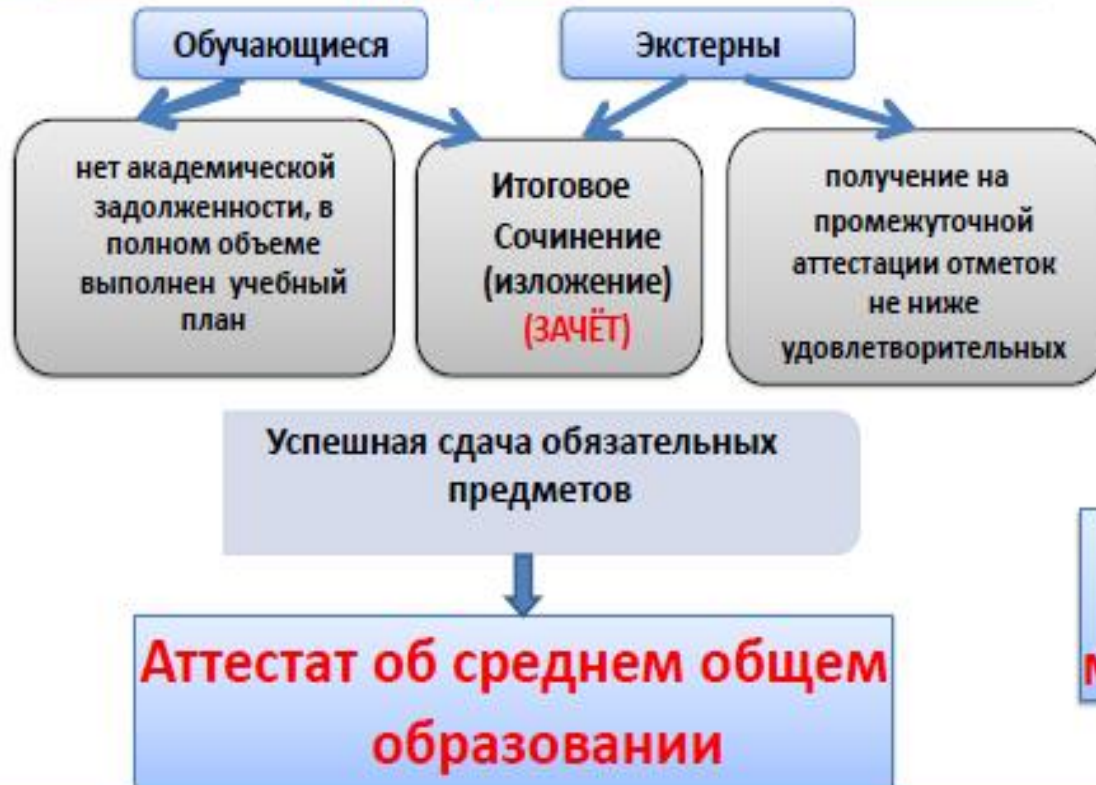 Обучающиеся
Экстерны
нет академической
задолженности, в
полном объеме
выполнен учебный
план
Итоговое
Сочинение
(изложение)
(ЗАЧЁТ)
получение на
промежуточной
аттестации отметок
не ниже
удовлетворительных
Успешная сдача обязательных
предметов
Аттестат об среднем общем
образовании